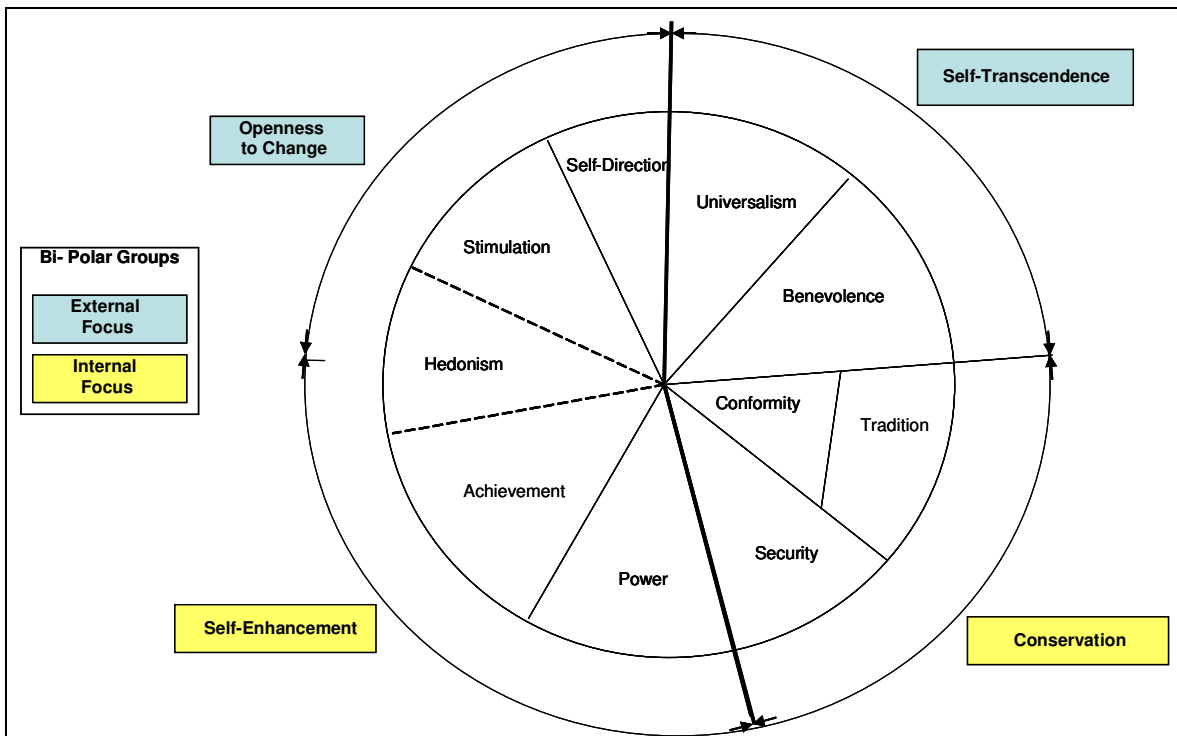 Self-Transcendence
Openness
to Change
Self-Direction
Universalism
Stimulation
Bi- Polar Groups
Benevolence
External
Focus
Hedonism
Internal
Focus
Conformity
Tradition
Achievement
Security
Power
Self-Enhancement
Conservation